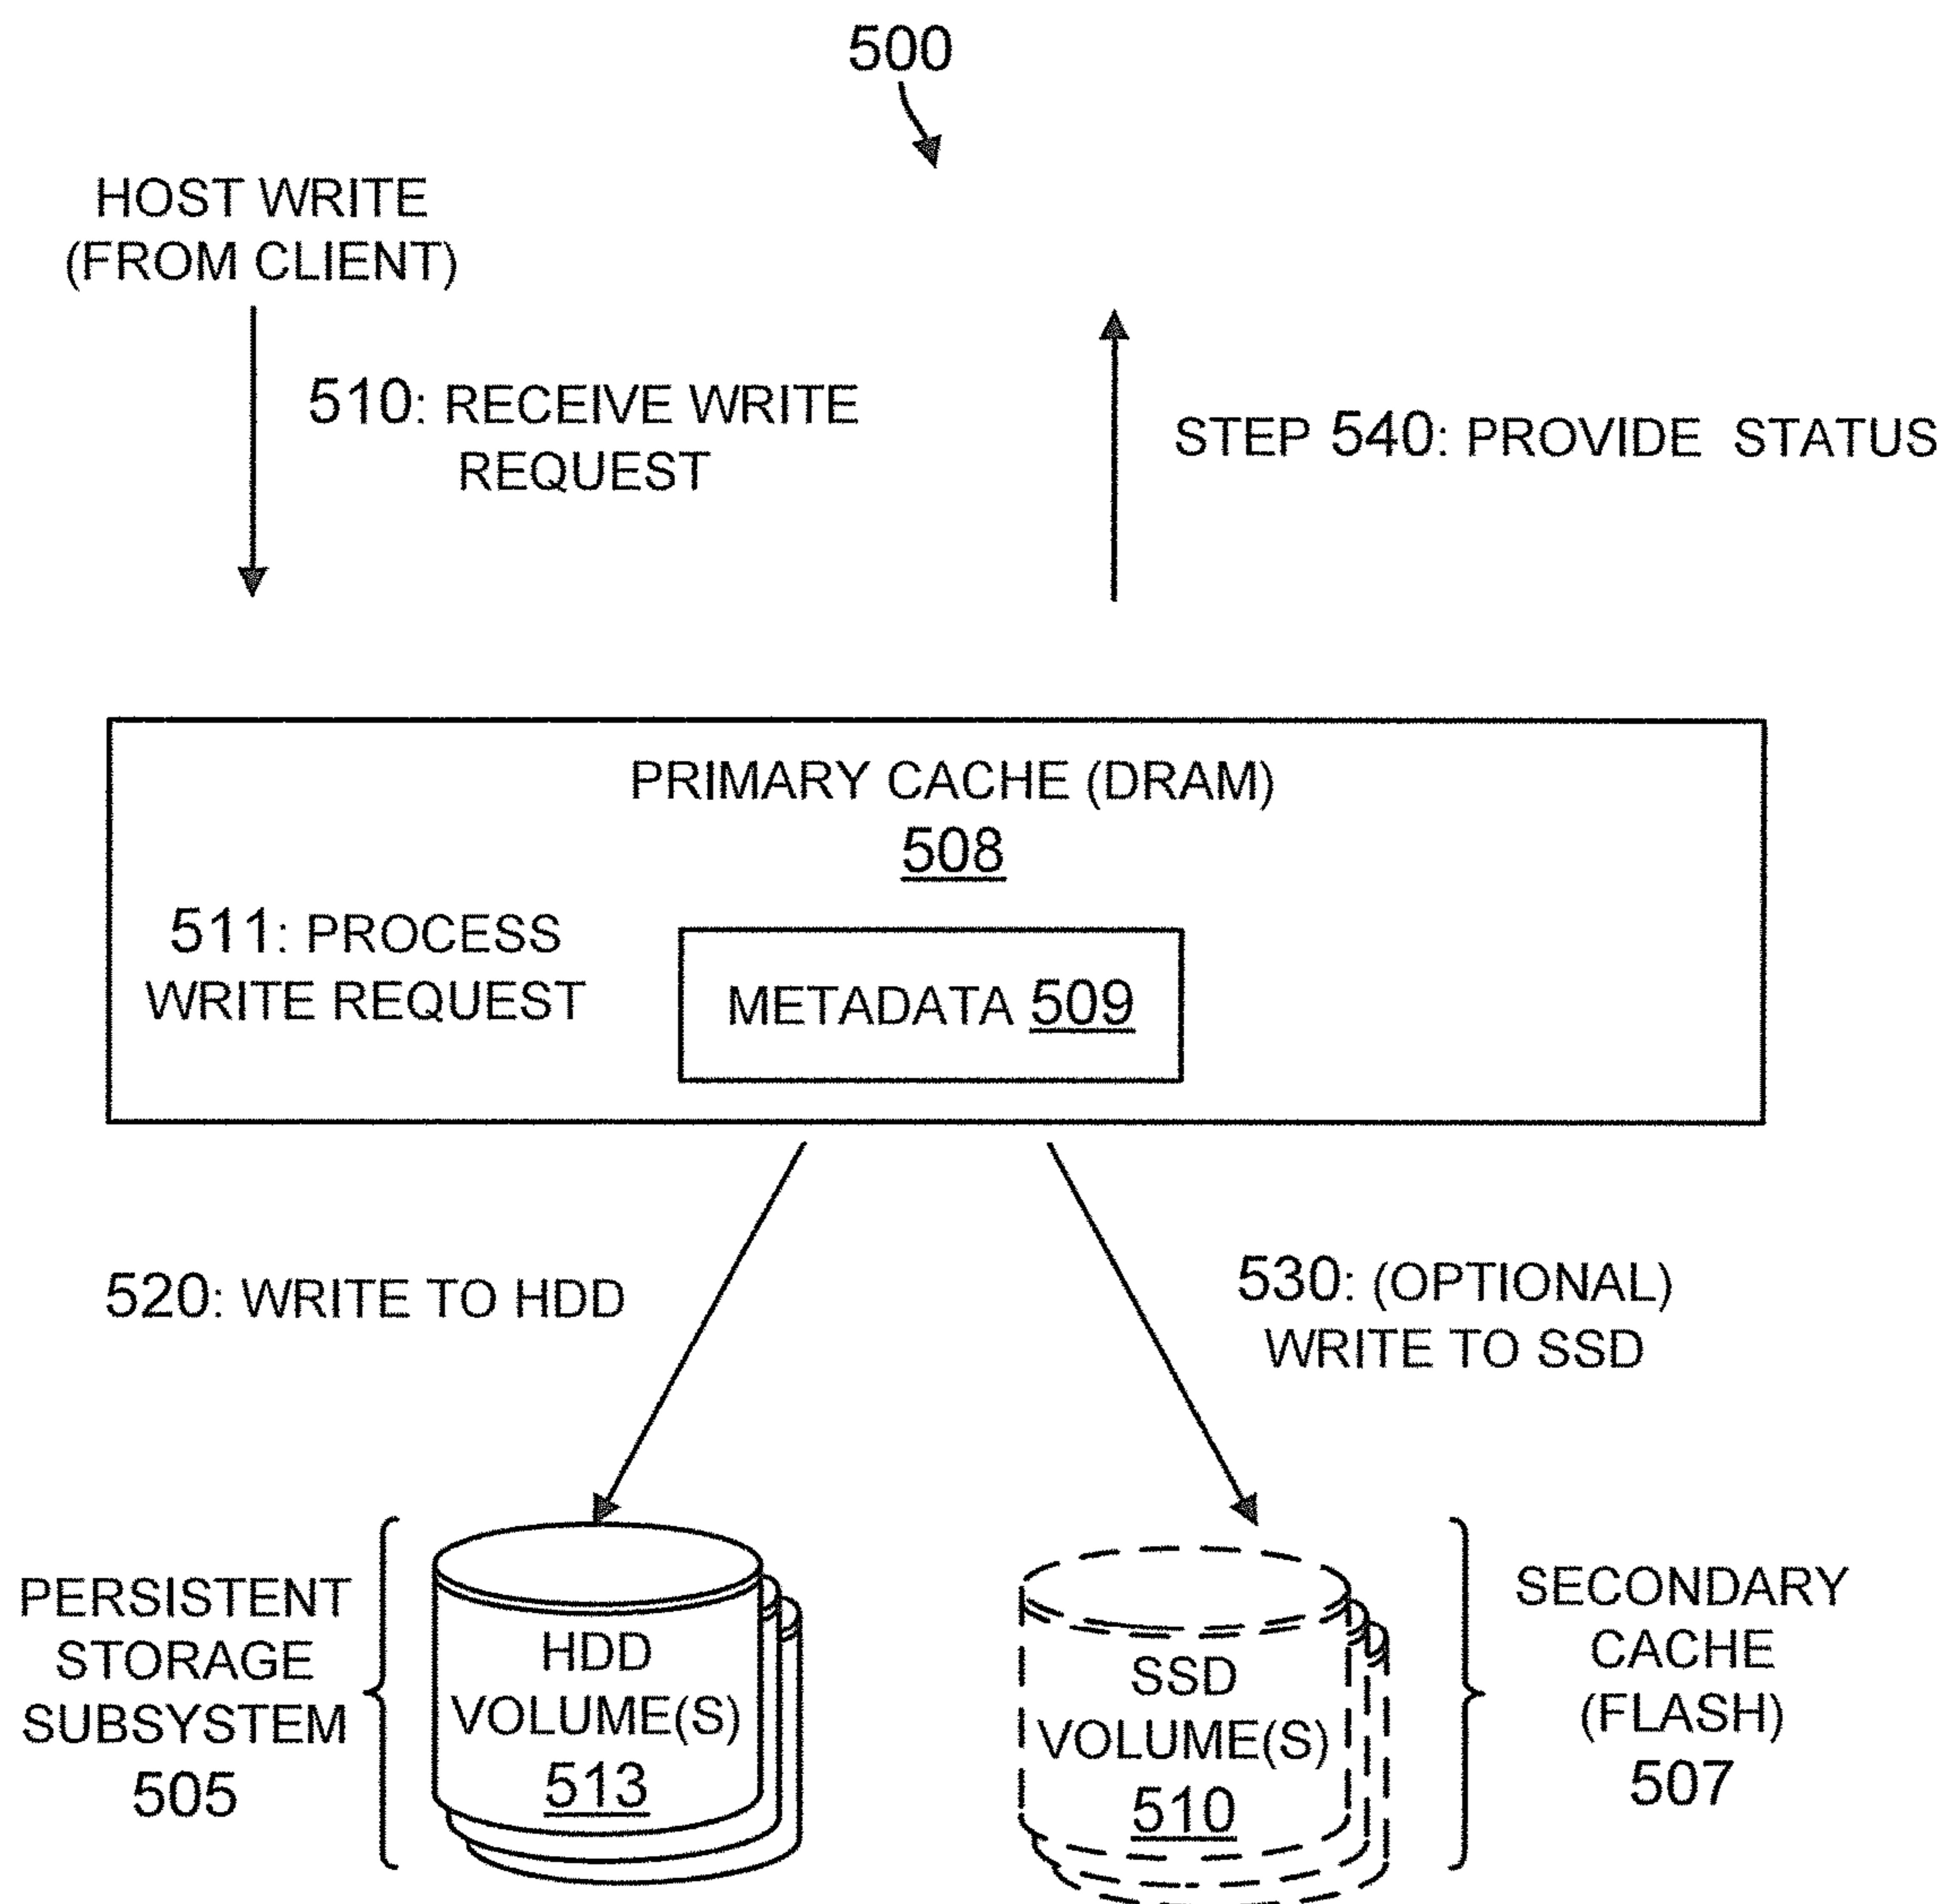 500
HOST WRITE
(FROM CLIENT)
510: RECEIVE WRITE
REQUEST
STEP 540: PROVIDE STATUS
PRIMARY CACHE (DRAM)
508
511: PROCESS
WRITE REQUEST
METADATA 509
520: WRITE TO HDD
530: (OPTIONAL)
WRITE TO SSD
PERSISTENT
STORAGE
SUBSYSTEM
505
HDD
VOLUME(S)
513
SSD
VOLUME(S)
510
SECONDARY
CACHE
(FLASH)
507